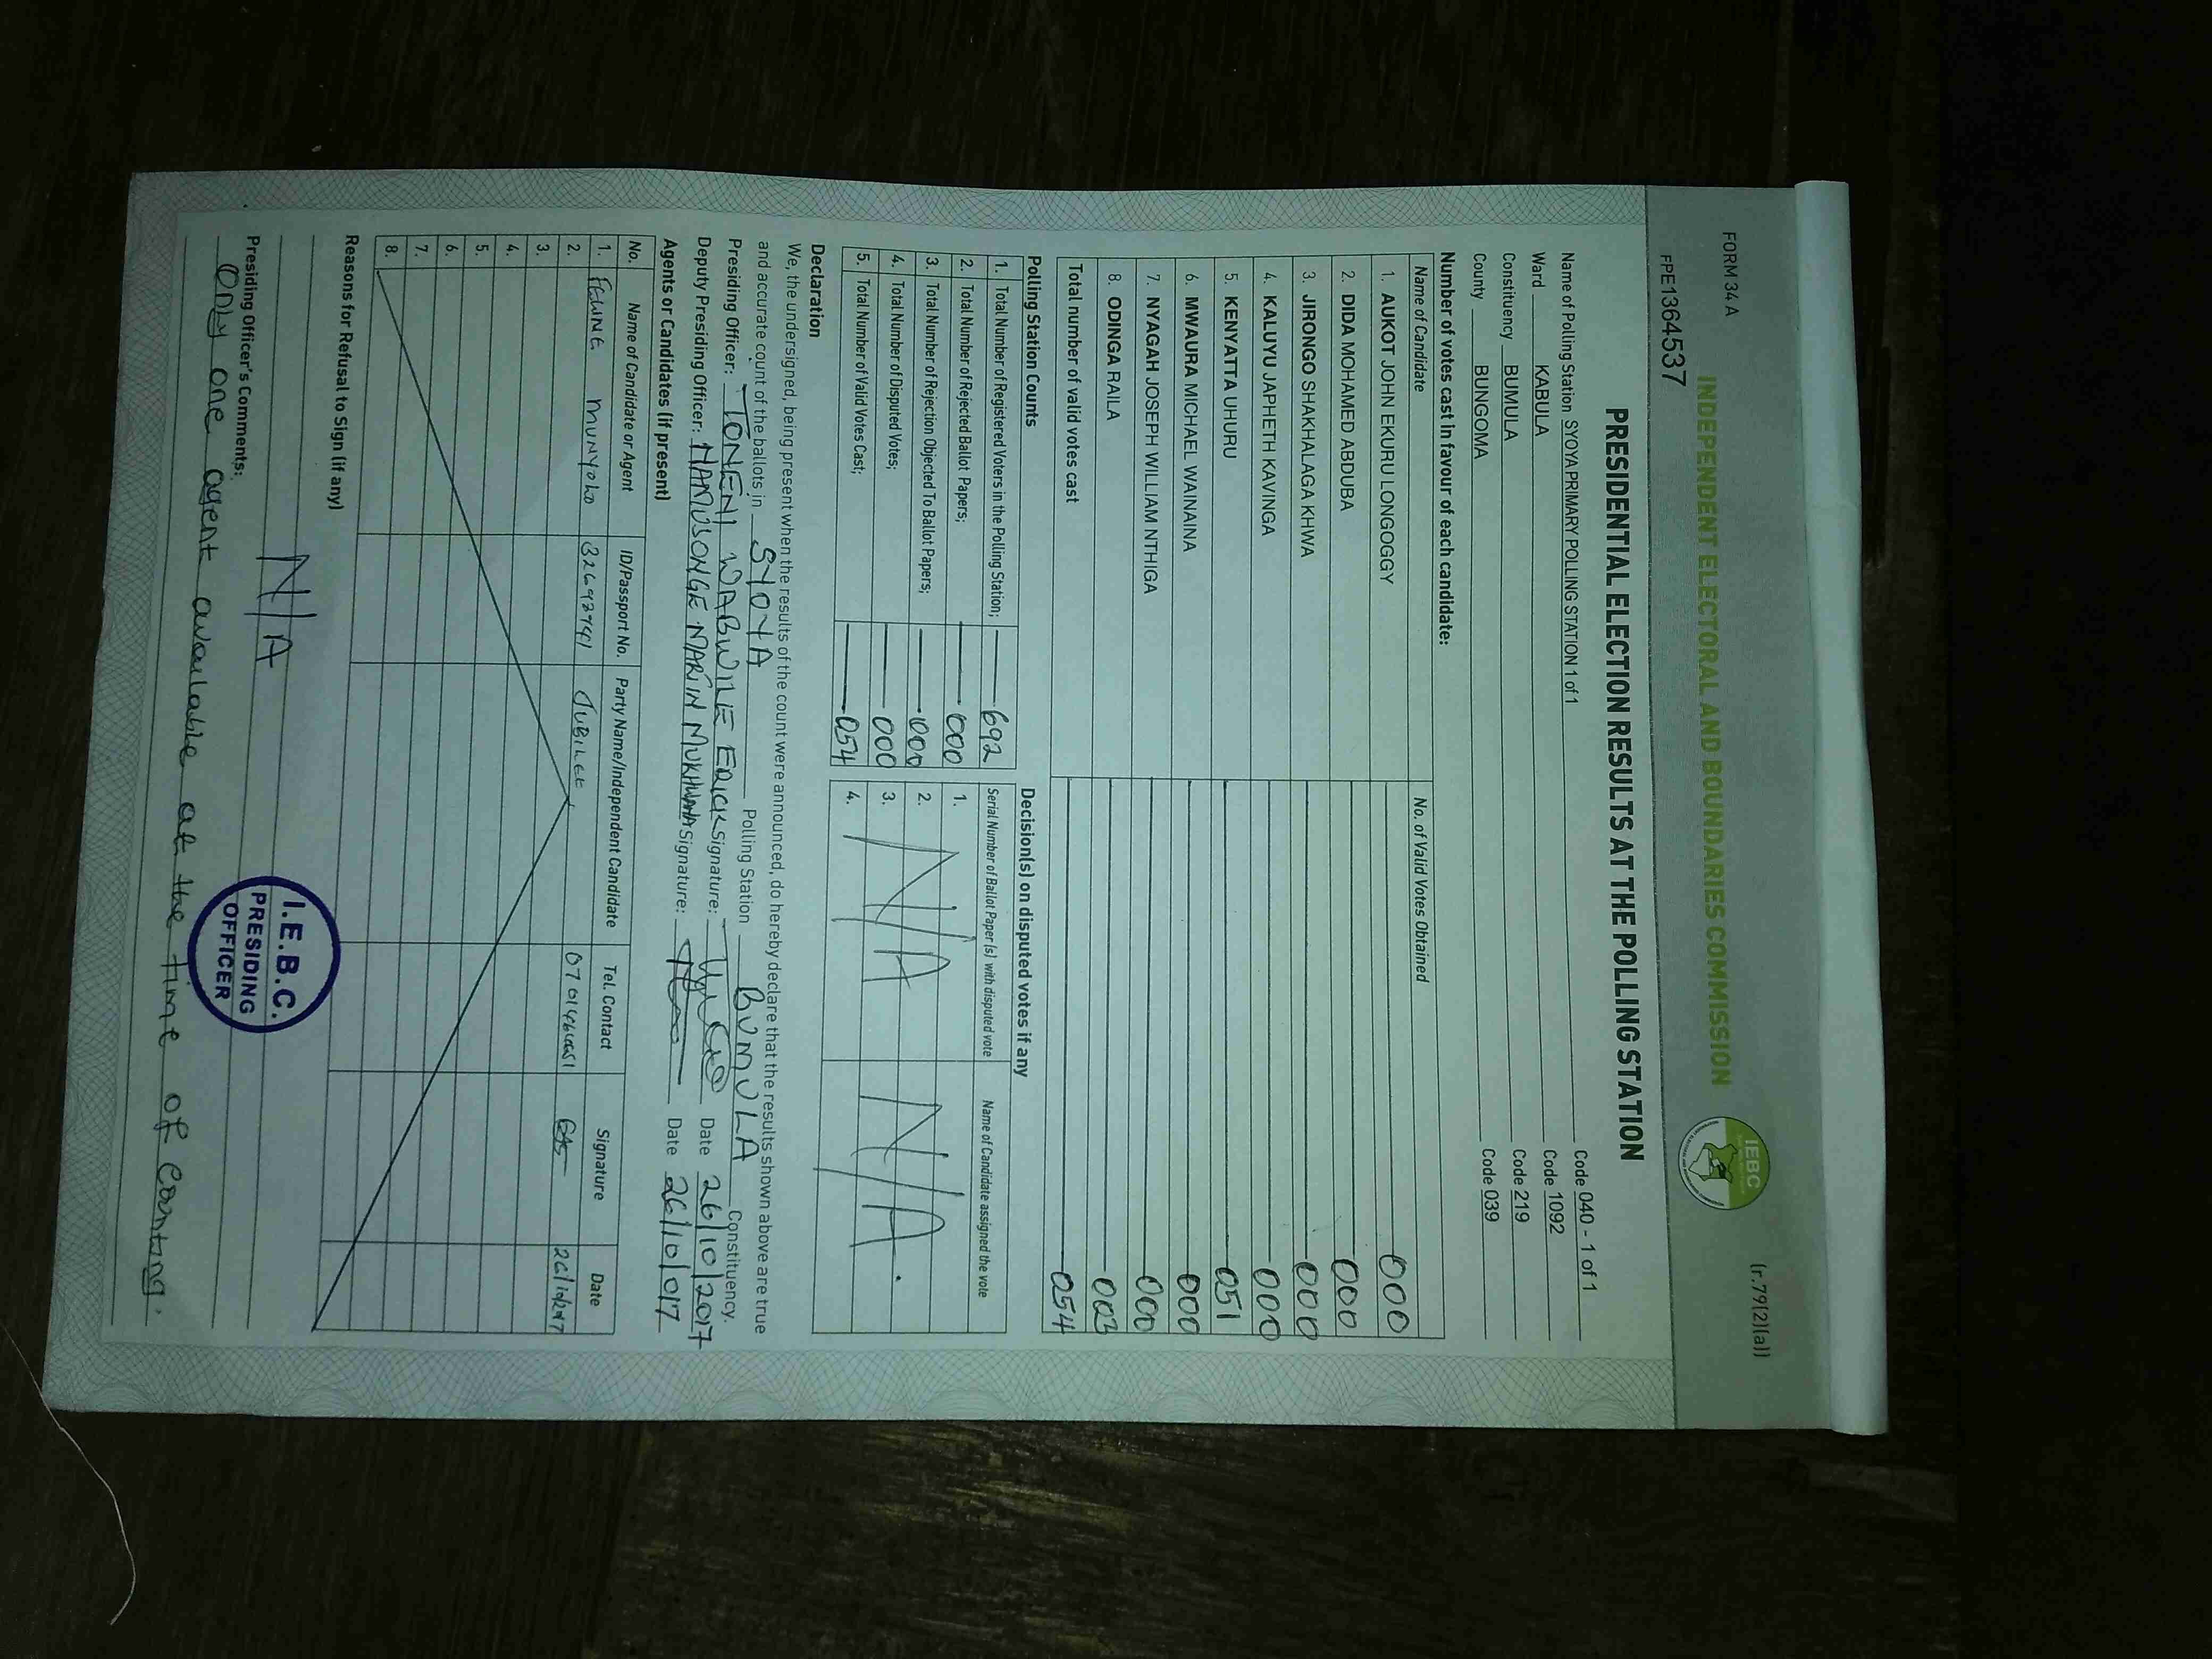 FORM 34 A
(r.79(2)(a))
INDEPENDENT ELECTORAL AND BOUNDARIES COMMISSION
IEBC
FPE1364537
PRESIDENTIAL ELECTION RESULTS AT THE POLLING STATION
Name of Polling Station SYOYA PRIMARY POLLING STATION 1 of 1 Code 040 - 1 of 1
Ward KABULA Code 1092
Constituency BUMULA Code 219
County BUNGOMA Code 039
Number of votes cast in favour of each candidate:
Name of Candidate No. of Valid Votes Obtained
1. AUKOT JOHN EKURU LONGOGGY 000
2. DIDA MOHAMED ABDUBA 000
3. JIRONGO SHAKHALAGA KHWA 000
4. KALUYU JAPHETH KAVINGA 000
5. KENYATTA UHURU 051
6. MWAURA MICHAEL WAINAINA 000
7. NYAGAH JOSEPH WILLIAM NTHIGA 000
8. ODINGA RAILA 003
Total number of valid votes cast 054
Polling Station Counts
1. Total Number of Registered Voters in the Polling Station; 692
2. Total Number of Rejected Ballot Papers; 000
3. Total Number of Rejection Objected To Ballot Papers; 000
4. Total Number of Disputed Votes; 000
5. Total Number of Valid Votes Cast; 054
Decision(s) on disputed votes if any
Serial Number of Ballot Paper (s) with disputed vote Name of Candidate assigned the vote
1.
2.
3.
4.
N/A N/A.
Declaration
We, the undersigned, being present when the results of the count were announced, do hereby declare that the results shown above are true
and accurate count of the ballots in SYOYA Polling Station BUMULA Constituency.
Presiding Officer: TONENI WABWILE ERICK Signature: Date 26/10/2017
Deputy Presiding Officer: NAMUSONGE MARIN MUKHWANA Signature: Date 26/10/017
Agents or Candidates (if present)
No. Name of Candidate or Agent ID/Passport No. Party Name/Independent Candidate Tel. Contact Signature Date
1. MUNYOKO JUBILEE
2.
3.
4.
5.
6.
7.
8.
Reasons for Refusal to Sign (if any)
N/A
Presiding Officer's Comments:
Only one agent available at the time of Counting.
I.E.B.C.
PRESIDING
OFFICER